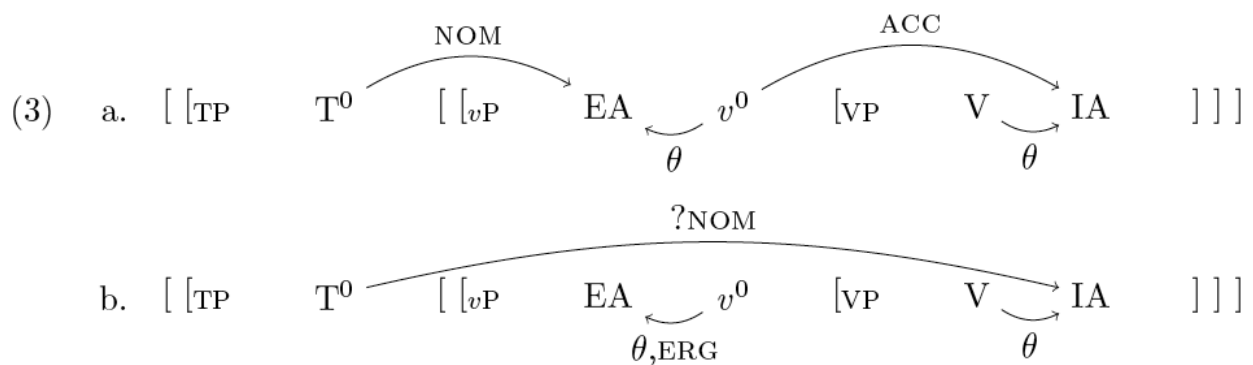 NOM ACC
(3) a. [ [TP T⁰ [ [vP EA v⁰ [VP V IA ] ] ]
θ θ
?NOM
b. [ [TP T⁰ [ [vP EA v⁰ [VP V IA ] ] ]
θ,ERG θ